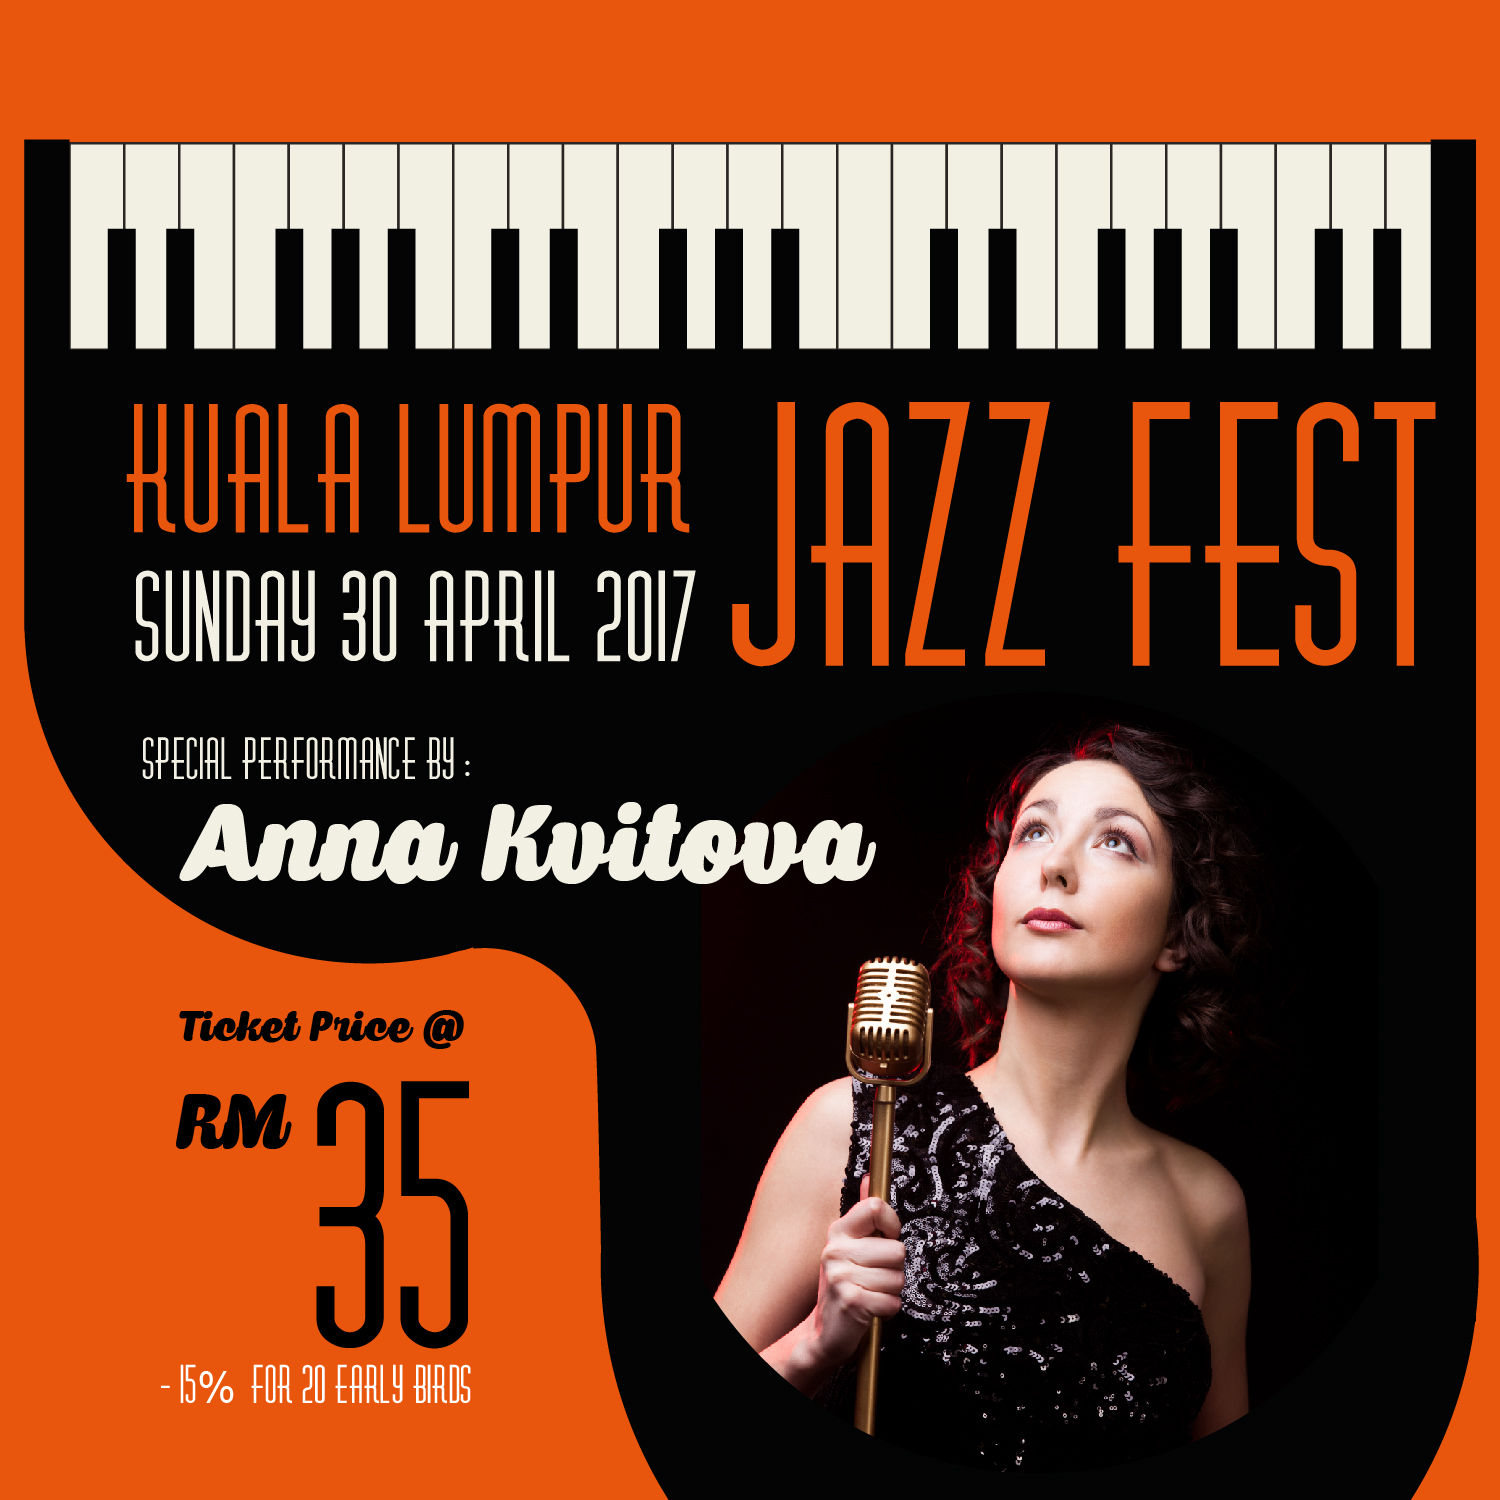 KUALA LUMPUR
SUNDAY 30 APRIL 2017
JAZZ FEST
SPECIAL PERFORMANCE BY :
Anna Kvitova
Ticket Price @
RM 35
- 15% FOR 20 EARLY BIRDS